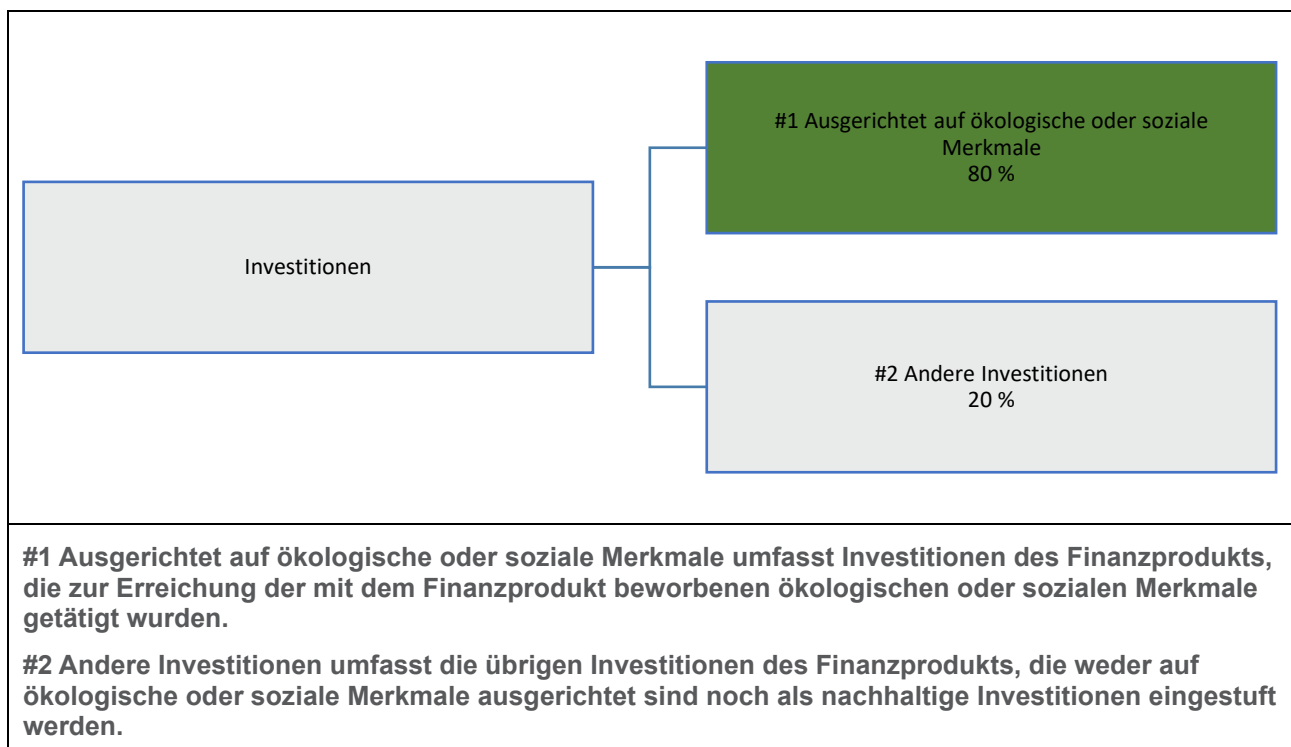 #1 Ausgerichtet auf ökologische oder soziale
Merkmale
80 %
Investitionen
#2 Andere Investitionen
20 %
#1 Ausgerichtet auf ökologische oder soziale Merkmale umfasst Investitionen des Finanzprodukts,
die zur Erreichung der mit dem Finanzprodukt beworbenen ökologischen oder sozialen Merkmale
getätigt wurden.
#2 Andere Investitionen umfasst die übrigen Investitionen des Finanzprodukts, die weder auf
ökologische oder soziale Merkmale ausgerichtet sind noch als nachhaltige Investitionen eingestuft
werden.